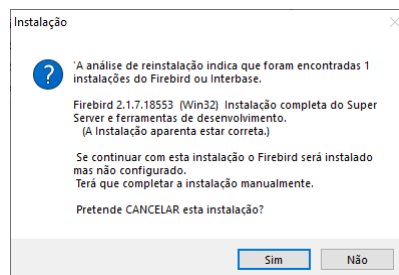 Instalação
'A análise de reinstalação indica que foram encontradas 1
instalações do Firebird ou Interbase.
Firebird 2.1.7.18553 (Win32) Instalação completa do Super
Server e ferramentas de desenvolvimento.
(A Instalação aparenta estar correta.)
Se continuar com esta instalação o Firebird será instalado
mas não configurado.
Terá que completar a instalação manualmente.
Pretende CANCELAR esta instalação?
Sim
Não